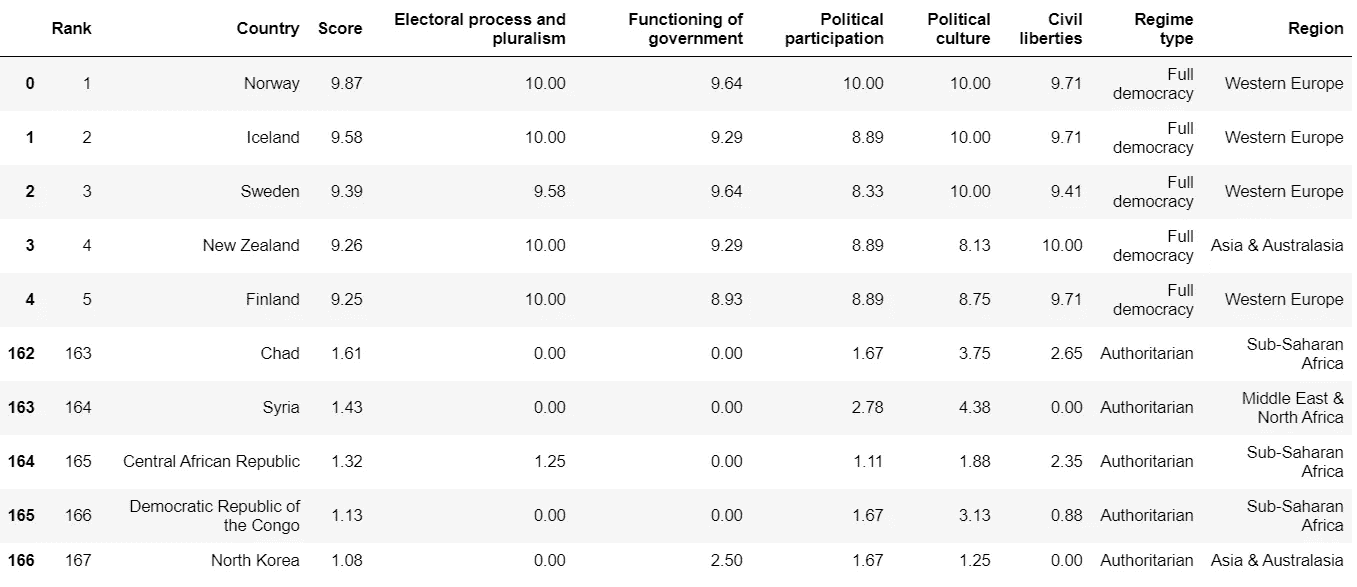 Rank Country Score Electoral process and pluralism Functioning of government Political participation Political culture Civil liberties Regime type Region
0 1 Norway 9.87 10.00 9.64 10.00 10.00 9.71 Full democracy Western Europe
1 2 Iceland 9.58 10.00 9.29 8.89 10.00 9.71 Full democracy Western Europe
2 3 Sweden 9.39 9.58 9.64 8.33 10.00 9.41 Full democracy Western Europe
3 4 New Zealand 9.26 10.00 9.29 8.89 8.13 10.00 Full democracy Asia & Australasia
4 5 Finland 9.25 10.00 8.93 8.89 8.75 9.71 Full democracy Western Europe
162 163 Chad 1.61 0.00 0.00 1.67 3.75 2.65 Authoritarian Sub-Saharan Africa
163 164 Syria 1.43 0.00 0.00 2.78 4.38 0.00 Authoritarian Middle East & North Africa
164 165 Central African Republic 1.32 1.25 0.00 1.11 1.88 2.35 Authoritarian Sub-Saharan Africa
165 166 Democratic Republic of the Congo 1.13 0.00 0.00 1.67 3.13 0.88 Authoritarian Sub-Saharan Africa
166 167 North Korea 1.08 0.00 2.50 1.67 1.25 0.00 Authoritarian Asia & Australasia